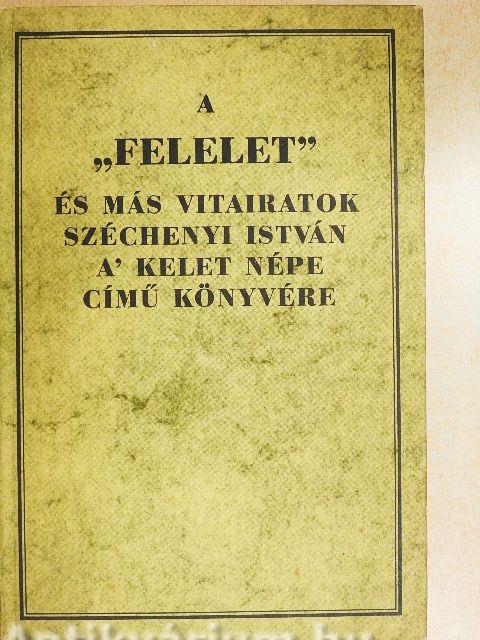 A
„FELELET”
ÉS MÁS VITAIRATOK
SZÉCHENYI ISTVÁN
A' KELET NÉPE
CÍMŰ KÖNYVÉRE